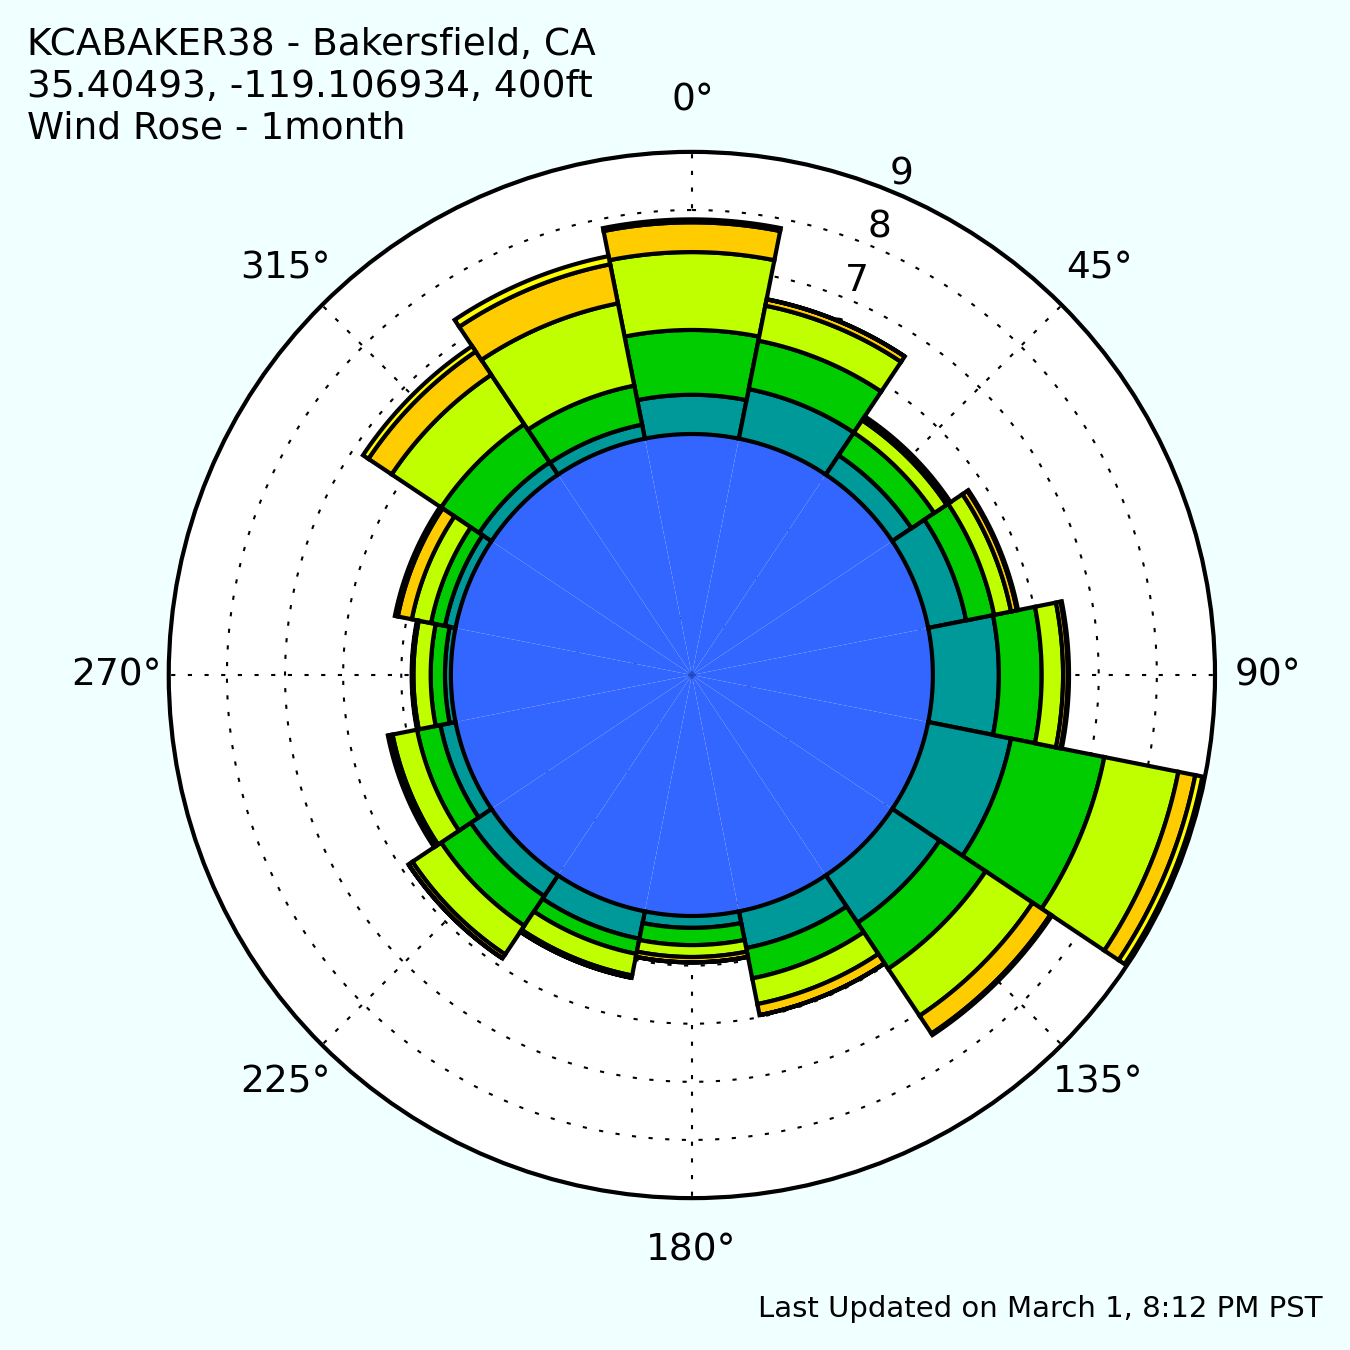 KCABAKER38 - Bakersfield, CA
35.40493, -119.106934, 400ft
Wind Rose - 1month
0°
9
8
7
315°
45°
270°
90°
225°
135°
180°
Last Updated on March 1, 8:12 PM PST